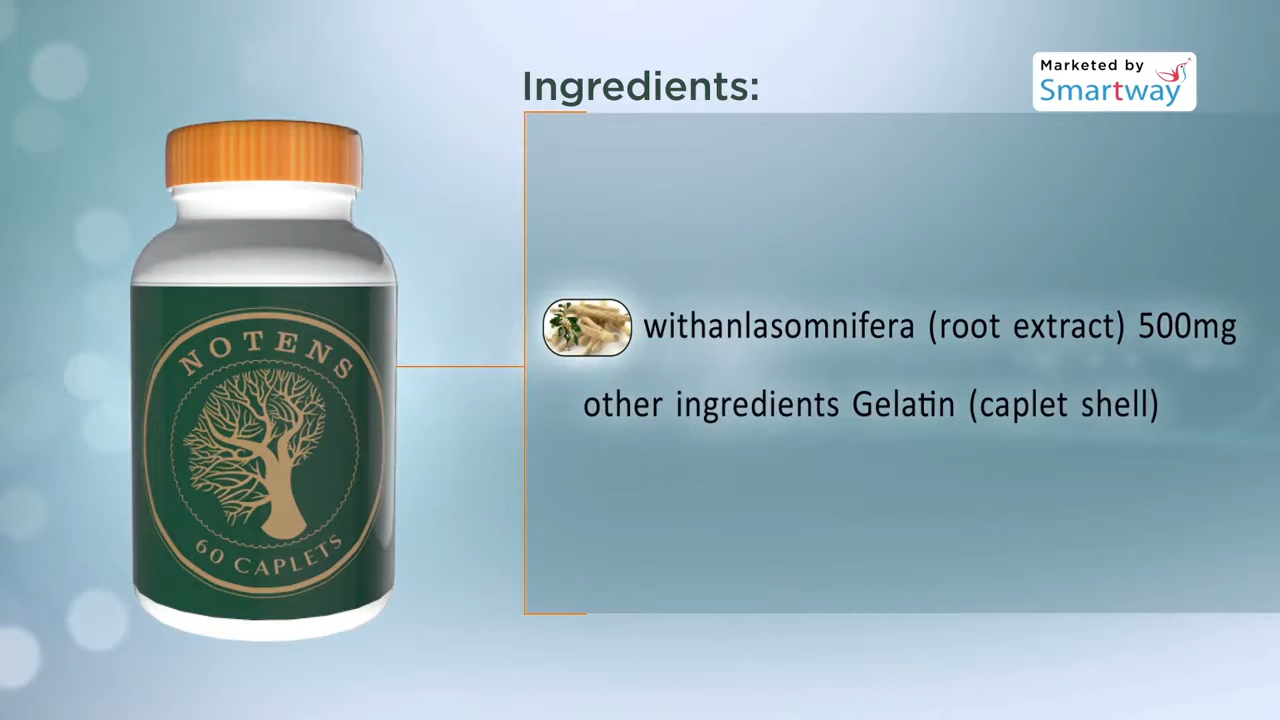 Ingredients:
Marketed by
Smartway
withanlasomnifera (root extract) 500mg
other ingredients Gelatin (caplet shell)
NOTENS
60 CAPLETS